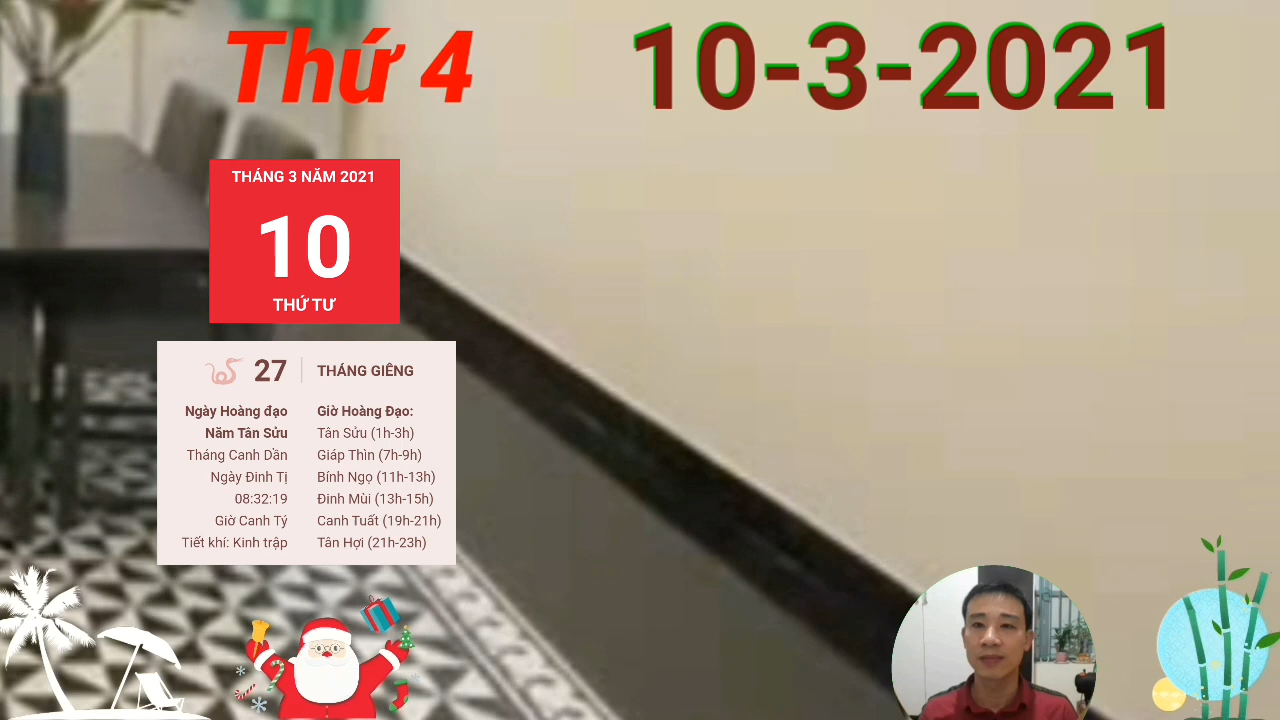 Thứ 4
10-3-2021
THÁNG 3 NĂM 2021
10
THỨ TƯ
27
THÁNG GIÊNG
Ngày Hoàng đạo
Năm Tân Sửu
Tháng Canh Dần
Ngày Đinh Tị
08:32:19
Giờ Canh Tý
Tiết khí: Kinh trập
Giờ Hoàng Đạo:
Tân Sửu (1h-3h)
Giáp Thìn (7h-9h)
Bính Ngọ (11h-13h)
Đinh Mùi (13h-15h)
Canh Tuất (19h-21h)
Tân Hợi (21h-23h)